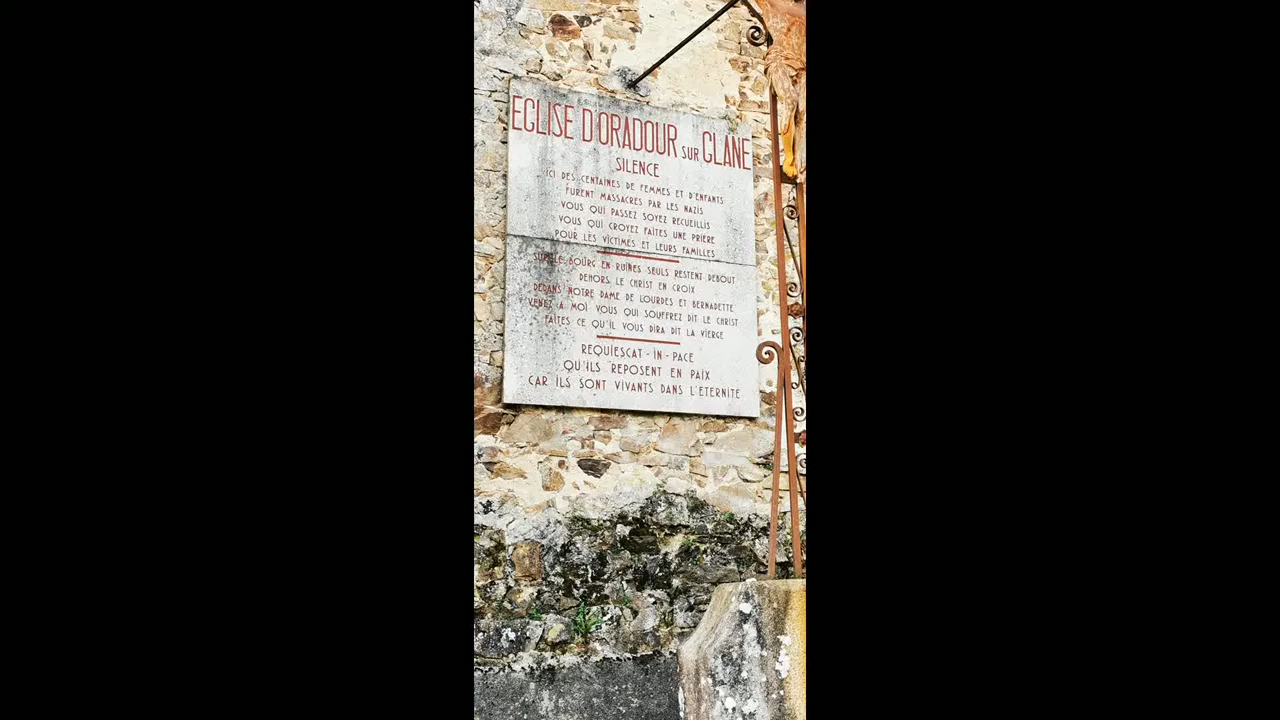 EGLISE D'ORADOUR SUR GLANE
SILENCE
ICI DES CENTAINES DE FEMMES ET D'ENFANTS
FURENT MASSACRES PAR LES NAZIS
VOUS QUI PASSEZ SOYEZ RECUEILLIS
VOUS QUI CROYEZ FAITES UNE PRIERE
POUR LES VICTIMES ET LEURS FAMILLES
SUR LE BOURG EN RUINES SEULS RESTENT DEBOUT
DEHORS LE CHRIST EN CROIX
DEDANS NOTRE DAME DE LOURDES ET BERNADETTE
VENEZ A MOI VOUS QUI SOUFFREZ DIT LE CHRIST
FAITES CE QU'IL VOUS DIRA DIT LA VIERGE
REQUIESCAT - IN - PACE
QU'ILS REPOSENT EN PAIX
CAR ILS SONT VIVANTS DANS L'ETERNITE